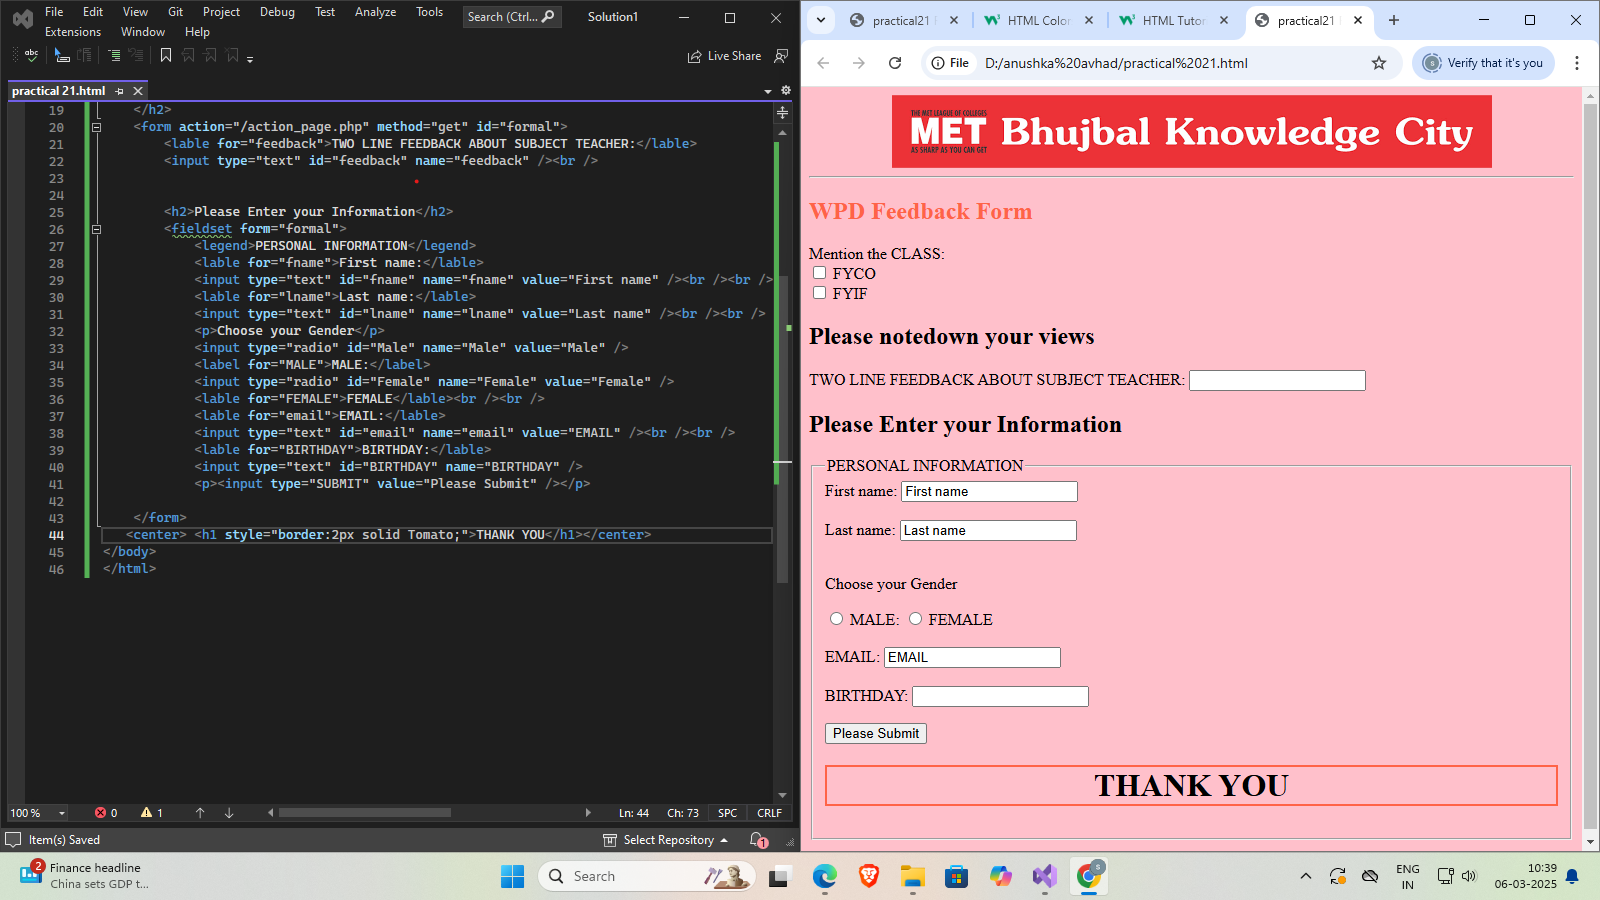 File Edit View Git Project Debug Test Analyze Tools Search (Ctrl... Solution1
Extensions Window Help
abc Live Share
practical 21.html
19 </h2>
20 <form action="/action_page.php" method="get" id="formal">
21 <lable for="feedback">TWO LINE FEEDBACK ABOUT SUBJECT TEACHER:</lable>
22 <input type="text" id="feedback" name="feedback" /><br />
23
24
25 <h2>Please Enter your Information</h2>
26 <fieldset form="formal">
27 <legend>PERSONAL INFORMATION</legend>
28 <lable for="fname">First name:</lable>
29 <input type="text" id="fname" name="fname" value="First name" /><br /><br />
30 <lable for="lname">Last name:</lable>
31 <input type="text" id="lname" name="lname" value="Last name" /><br /><br />
32 <p>Choose your Gender</p>
33 <input type="radio" id="Male" name="Male" value="Male" />
34 <label for="MALE">MALE:</label>
35 <input type="radio" id="Female" name="Female" value="Female" />
36 <lable for="FEMALE">FEMALE</lable><br /><br />
37 <lable for="email">EMAIL:</lable>
38 <input type="text" id="email" name="email" value="EMAIL" /><br /><br />
39 <lable for="BIRTHDAY">BIRTHDAY:</lable>
40 <input type="text" id="BIRTHDAY" name="BIRTHDAY" />
41 <p><input type="SUBMIT" value="Please Submit" /></p>
42
43 </form>
44 <center> <h1 style="border:2px solid Tomato;">THANK YOU</h1></center>
45 </body>
46 </html>
100 % 0 1 Ln: 44 Ch: 73 SPC CRLF
Item(s) Saved Select Repository 1
practical21 HTML Color HTML Tutor practical21
File D:/anushka%20avhad/practical%2021.html Verify that it's you
THE MET LEAGUE OF COLLEGES
MET Bhujbal Knowledge City
AS SHARP AS YOU CAN GET
WPD Feedback Form
Mention the CLASS:
FYCO
FYIF
Please notedown your views
TWO LINE FEEDBACK ABOUT SUBJECT TEACHER:
Please Enter your Information
PERSONAL INFORMATION
First name: First name
Last name: Last name
Choose your Gender
MALE: FEMALE
EMAIL: EMAIL
BIRTHDAY:
Please Submit
THANK YOU
2 Finance headline
China sets GDP t...
Search
ENG
IN
10:39
06-03-2025